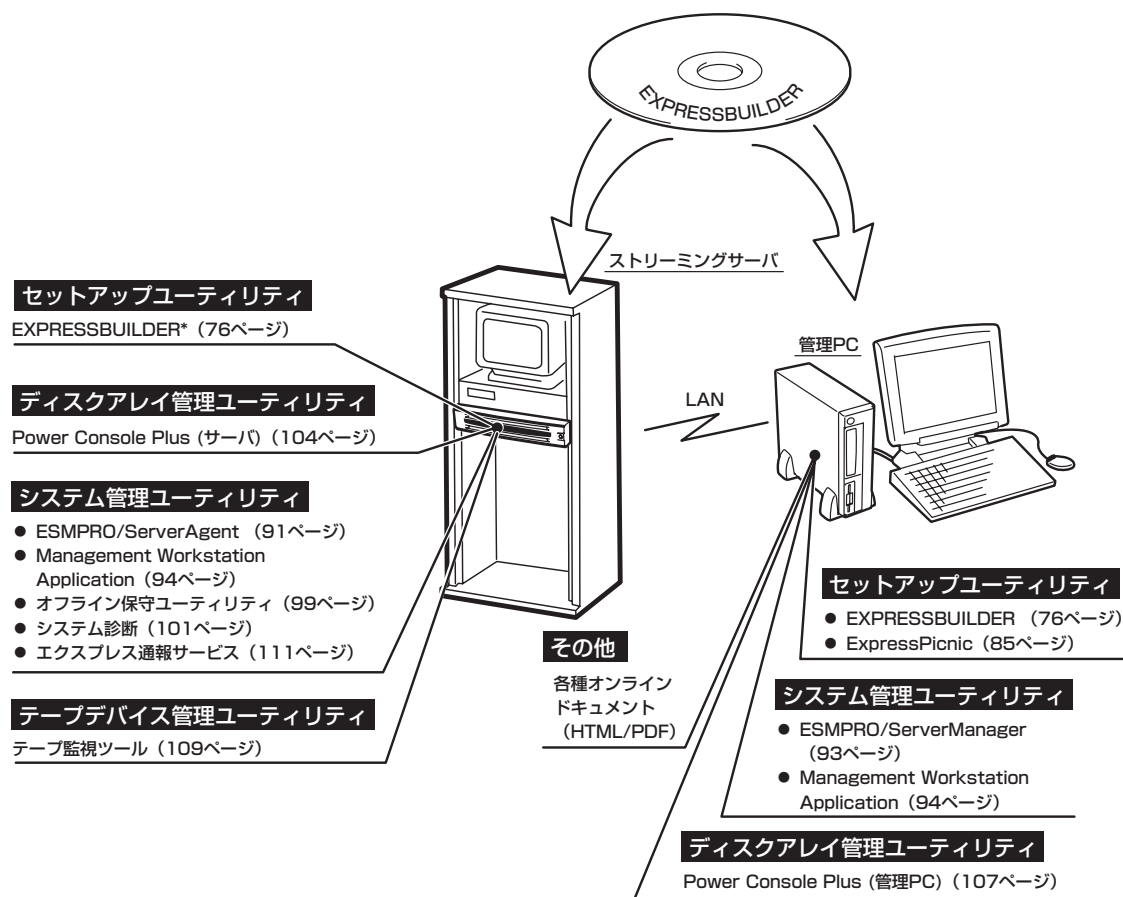 EXPRESSBUILDER
ストリーミングサーバ
管理PC
LAN
セットアップユーティリティ
EXPRESSBUILDER*（76ページ）
ディスクアレイ管理ユーティリティ
Power Console Plus (サーバ)（104ページ）
システム管理ユーティリティ
● ESMPRO/ServerAgent （91ページ）
● Management Workstation
Application（94ページ）
● オフライン保守ユーティリティ（99ページ）
● システム診断（101ページ）
● エクスプレス通報サービス（111ページ）
テープデバイス管理ユーティリティ
テープ監視ツール（109ページ）
その他
各種オンライン
ドキュメント
（HTML/PDF）
セットアップユーティリティ
● EXPRESSBUILDER （76ページ）
● ExpressPicnic（85ページ）
システム管理ユーティリティ
● ESMPRO/ServerManager
（93ページ）
● Management Workstation
Application（94ページ）
ディスクアレイ管理ユーティリティ
Power Console Plus (管理PC)（107ページ）